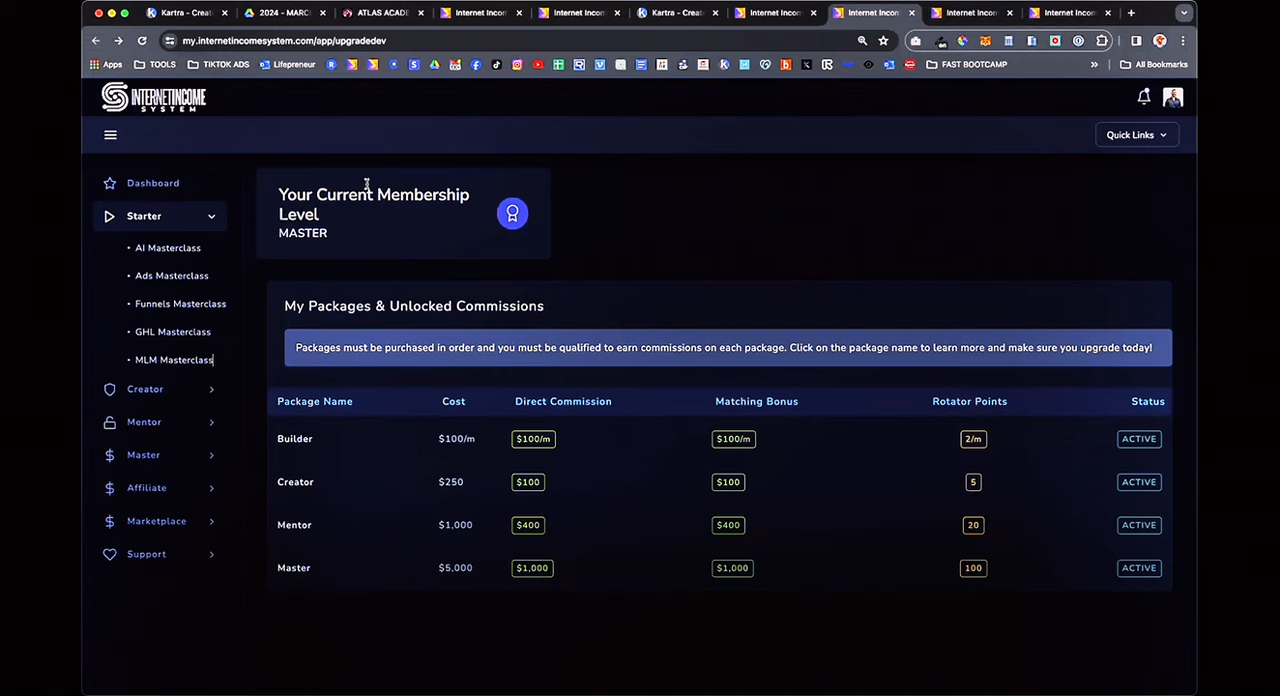 Kartra - Creat
2024 - MARC
ATLAS ACAD
Internet Incom
Internet Incom
Kartra - Creat
Internet Incom
Internet Incom
Internet Incom
Internet Incom
my.internetincomesystem.com/app/upgradedev
Apps
TOOLS
TIKTOK ADS
Lifepreneur
FAST BOOTCAMP
All Bookmarks
INTERNETINCOME
SYSTEM
Quick Links
Dashboard
Starter
AI Masterclass
Ads Masterclass
Funnels Masterclass
GHL Masterclass
MLM Masterclass
Creator
Mentor
Master
Affiliate
Marketplace
Support
Your Current Membership
Level
MASTER
My Packages & Unlocked Commissions
Packages must be purchased in order and you must be qualified to earn commissions on each package. Click on the package name to learn more and make sure you upgrade today!
Package Name Cost Direct Commission Matching Bonus Rotator Points Status
Builder $100/m $100/m $100/m 2/m ACTIVE
Creator $250 $100 $100 5 ACTIVE
Mentor $1,000 $400 $400 20 ACTIVE
Master $5,000 $1,000 $1,000 100 ACTIVE